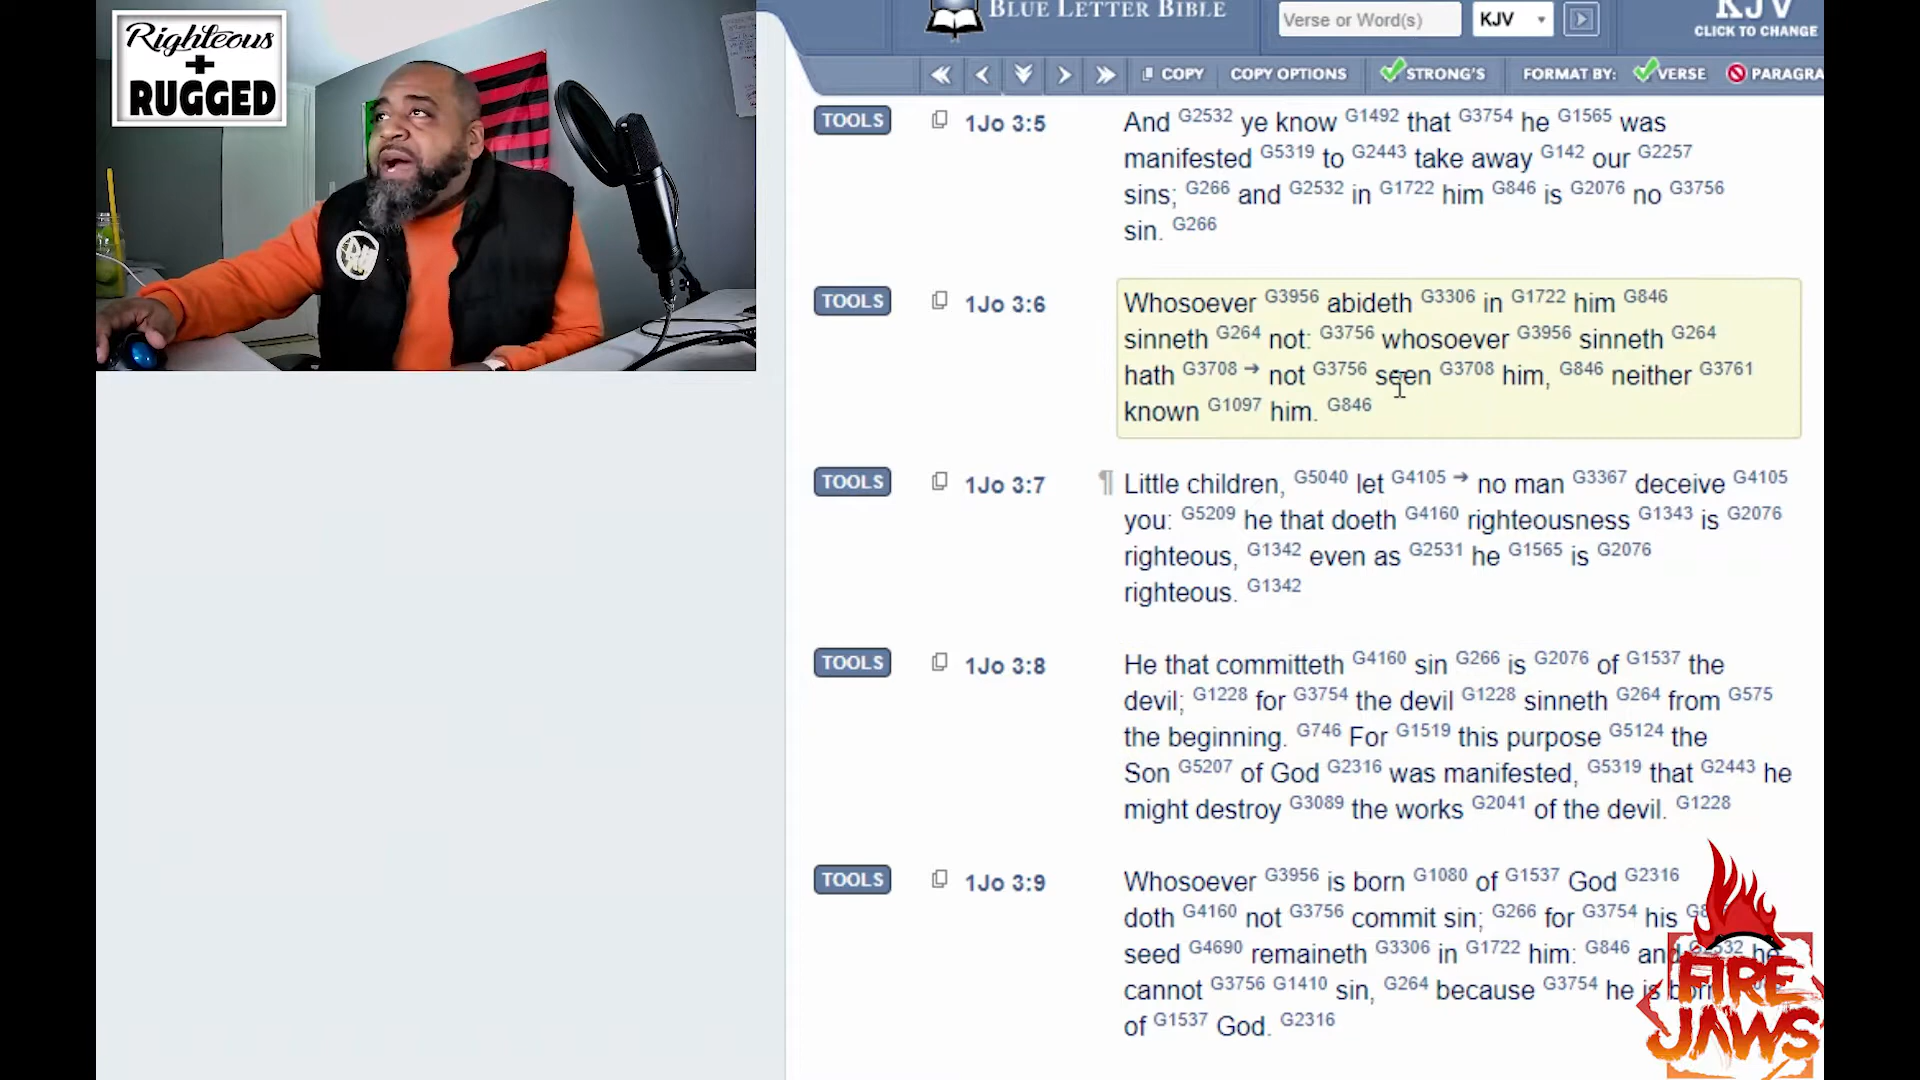 Righteous
+
RUGGED
BLUE LETTER BIBLE
Verse or Word(s)
KJV
KJV
CLICK TO CHANGE
COPY COPY OPTIONS STRONG'S FORMAT BY: VERSE PARAGRA
TOOLS 1Jo 3:5 And G2532 ye know G1492 that G3754 he G1565 was
manifested G5319 to G2443 take away G142 our G2257
sins; G266 and G2532 in G1722 him G846 is G2076 no G3756
sin. G266
TOOLS 1Jo 3:6 Whosoever G3956 abideth G3306 in G1722 him G846
sinneth G264 not: G3756 whosoever G3956 sinneth G264
hath G3708 → not G3756 seen G3708 him, G846 neither G3761
known G1097 him. G846
TOOLS 1Jo 3:7 ¶ Little children, G5040 let G4105 → no man G3367 deceive G4105
you: G5209 he that doeth G4160 righteousness G1343 is G2076
righteous, G1342 even as G2531 he G1565 is G2076
righteous. G1342
TOOLS 1Jo 3:8 He that committeth G4160 sin G266 is G2076 of G1537 the
devil; G1228 for G3754 the devil G1228 sinneth G264 from G575
the beginning. G746 For G1519 this purpose G5124 the
Son G5207 of God G2316 was manifested, G5319 that G2443 he
might destroy G3089 the works G2041 of the devil. G1228
TOOLS 1Jo 3:9 Whosoever G3956 is born G1080 of G1537 God G2316
doth G4160 not G3756 commit sin; G266 for G3754 his
seed G4690 remaineth G3306 in G1722 him: G846 and G2532 he
cannot G3756 G1410 sin, G264 because G3754 he is born
of G1537 God. G2316
FIRE
JAWS